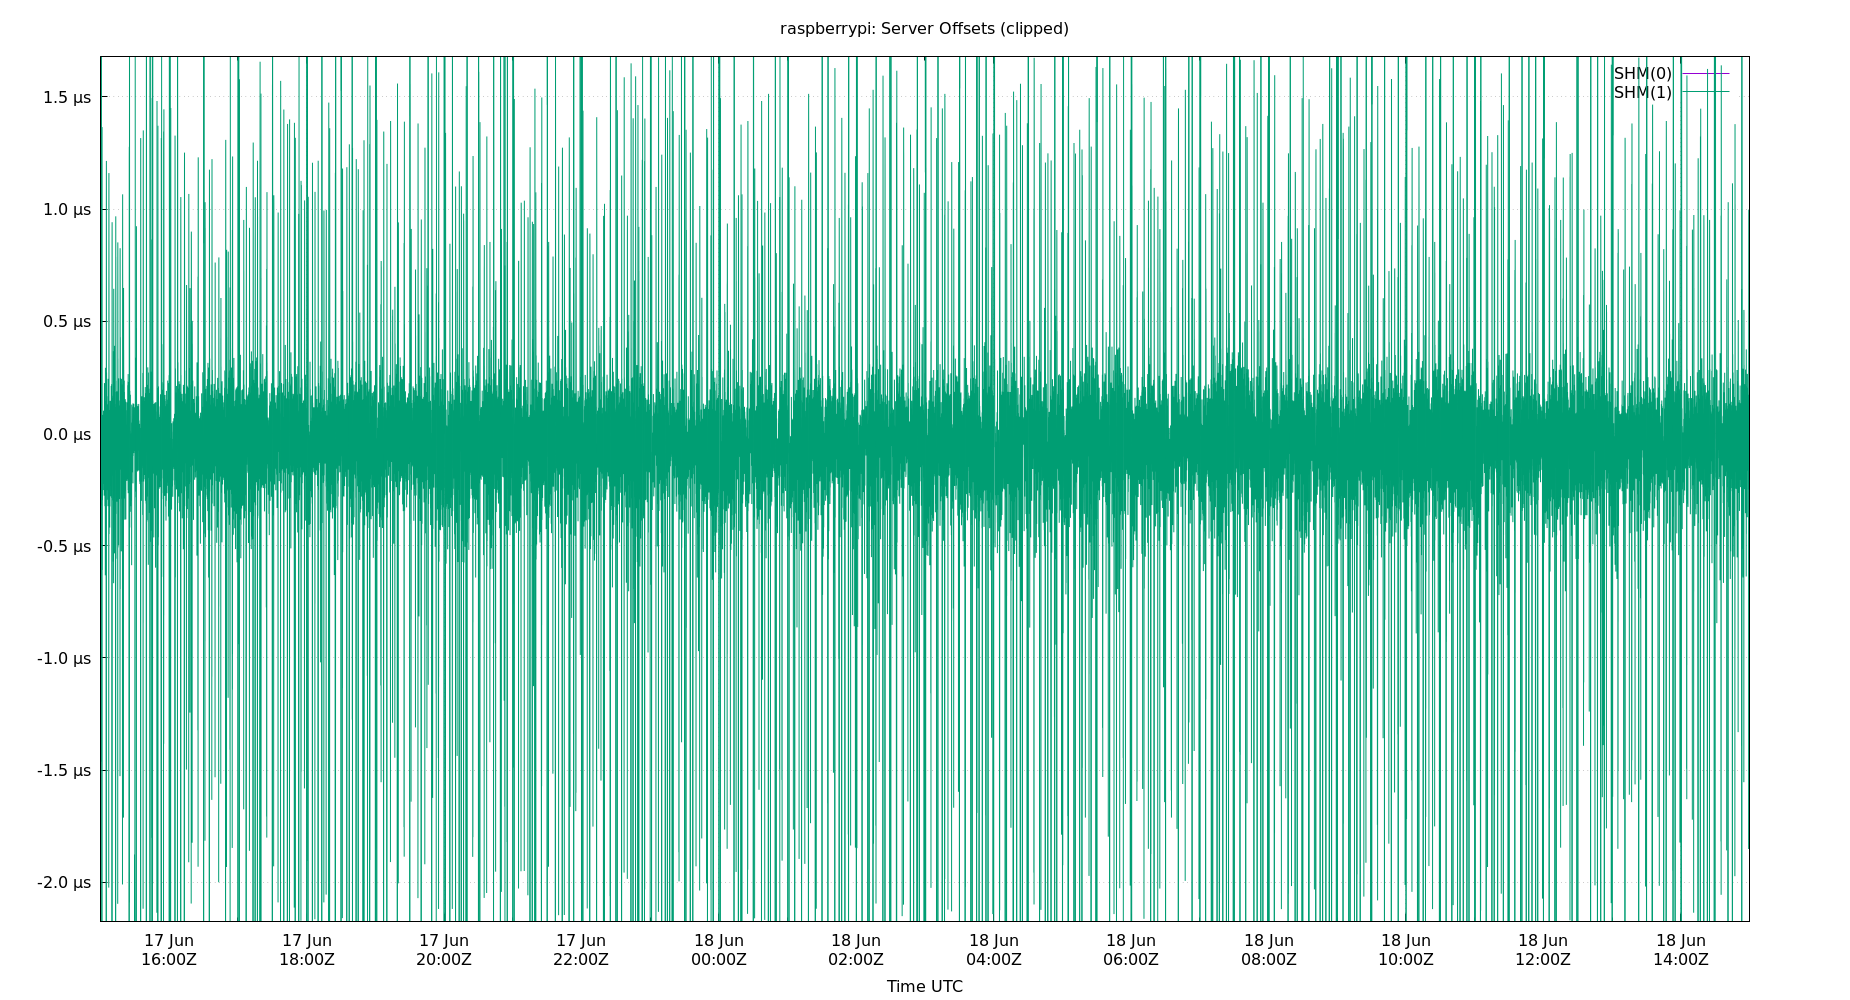 raspberrypi: Server Offsets (clipped)
SHM(0)
SHM(1)
1.5 µs
1.0 µs
0.5 µs
0.0 µs
-0.5 µs
-1.0 µs
-1.5 µs
-2.0 µs
17 Jun 17 Jun 17 Jun 17 Jun 18 Jun 18 Jun 18 Jun 18 Jun 18 Jun 18 Jun 18 Jun 18 Jun
16:00Z 18:00Z 20:00Z 22:00Z 00:00Z 02:00Z 04:00Z 06:00Z 08:00Z 10:00Z 12:00Z 14:00Z
Time UTC